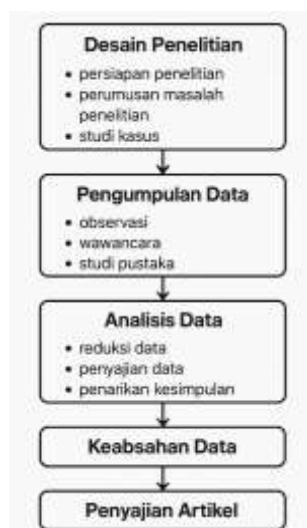 Desain Penelitian
• persiapan penelitian
• perumusan masalah
penelitian
• studi kasus
Pengumpulan Data
• observasi
• wawancara
• studi pustaka
Analisis Data
• reduksi data
• penyajian data
• penarikan kesimpulan
Keabsahan Data
Penyajian Artikel